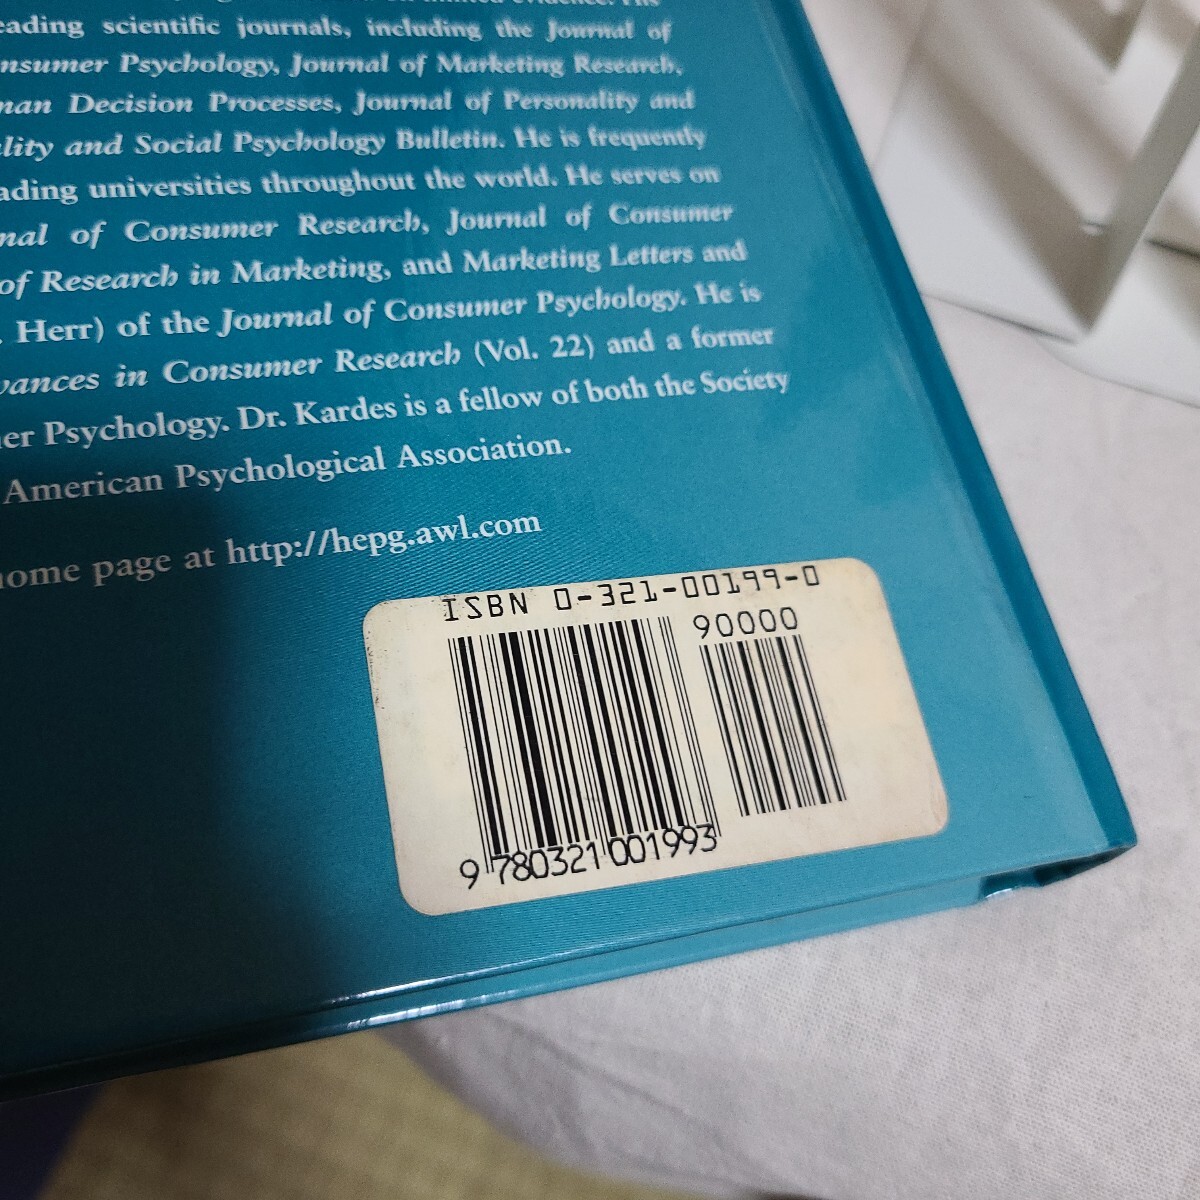 limited evidence. His
eading scientific journals, including the Journal of
nsumer Psychology, Journal of Marketing Research,
man Decision Processes, Journal of Personality and
lity and Social Psychology Bulletin. He is frequently
ading universities throughout the world. He serves on
nal of Consumer Research, Journal of Consumer
of Research in Marketing, and Marketing Letters and
. Herr) of the Journal of Consumer Psychology. He is
vances in Consumer Research (Vol. 22) and a former
er Psychology. Dr. Kardes is a fellow of both the Society
American Psychological Association.
home page at http://hepg.awl.com
ISBN 0-321-00199-0
90000
9 780321 001993